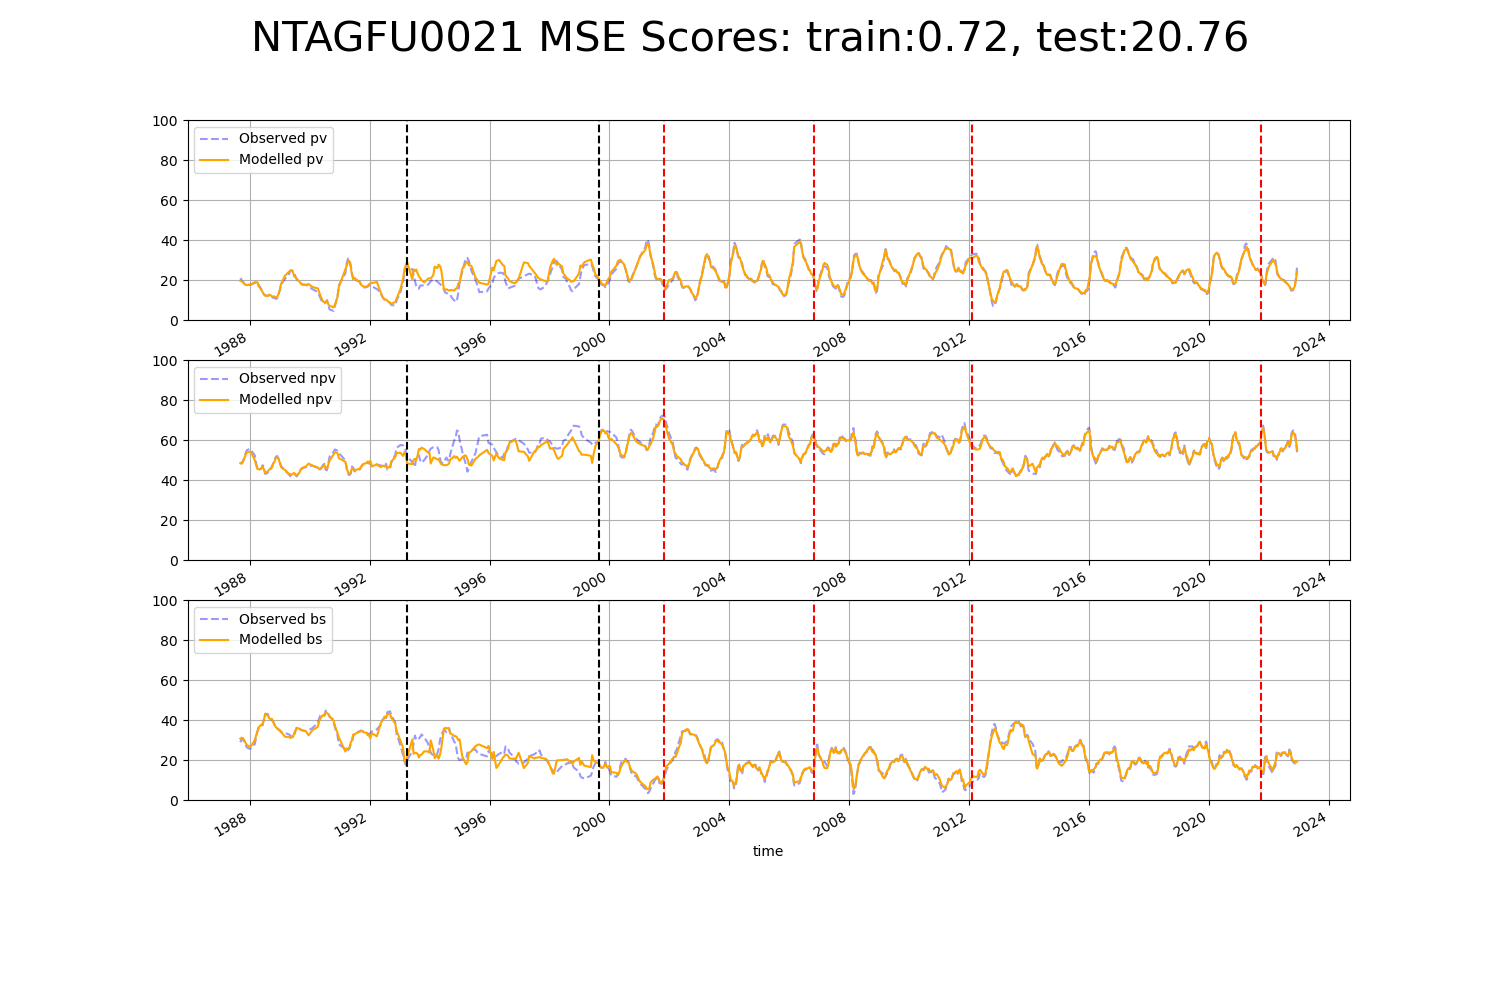 NTAGFU0021 MSE Scores: train:0.72, test:20.76
100
80
60
40
20
0
Observed pv
Modelled pv
1988 1992 1996 2000 2004 2008 2012 2016 2020 2024
100
80
60
40
20
0
Observed npv
Modelled npv
1988 1992 1996 2000 2004 2008 2012 2016 2020 2024
100
80
60
40
20
0
Observed bs
Modelled bs
1988 1992 1996 2000 2004 2008 2012 2016 2020 2024
time